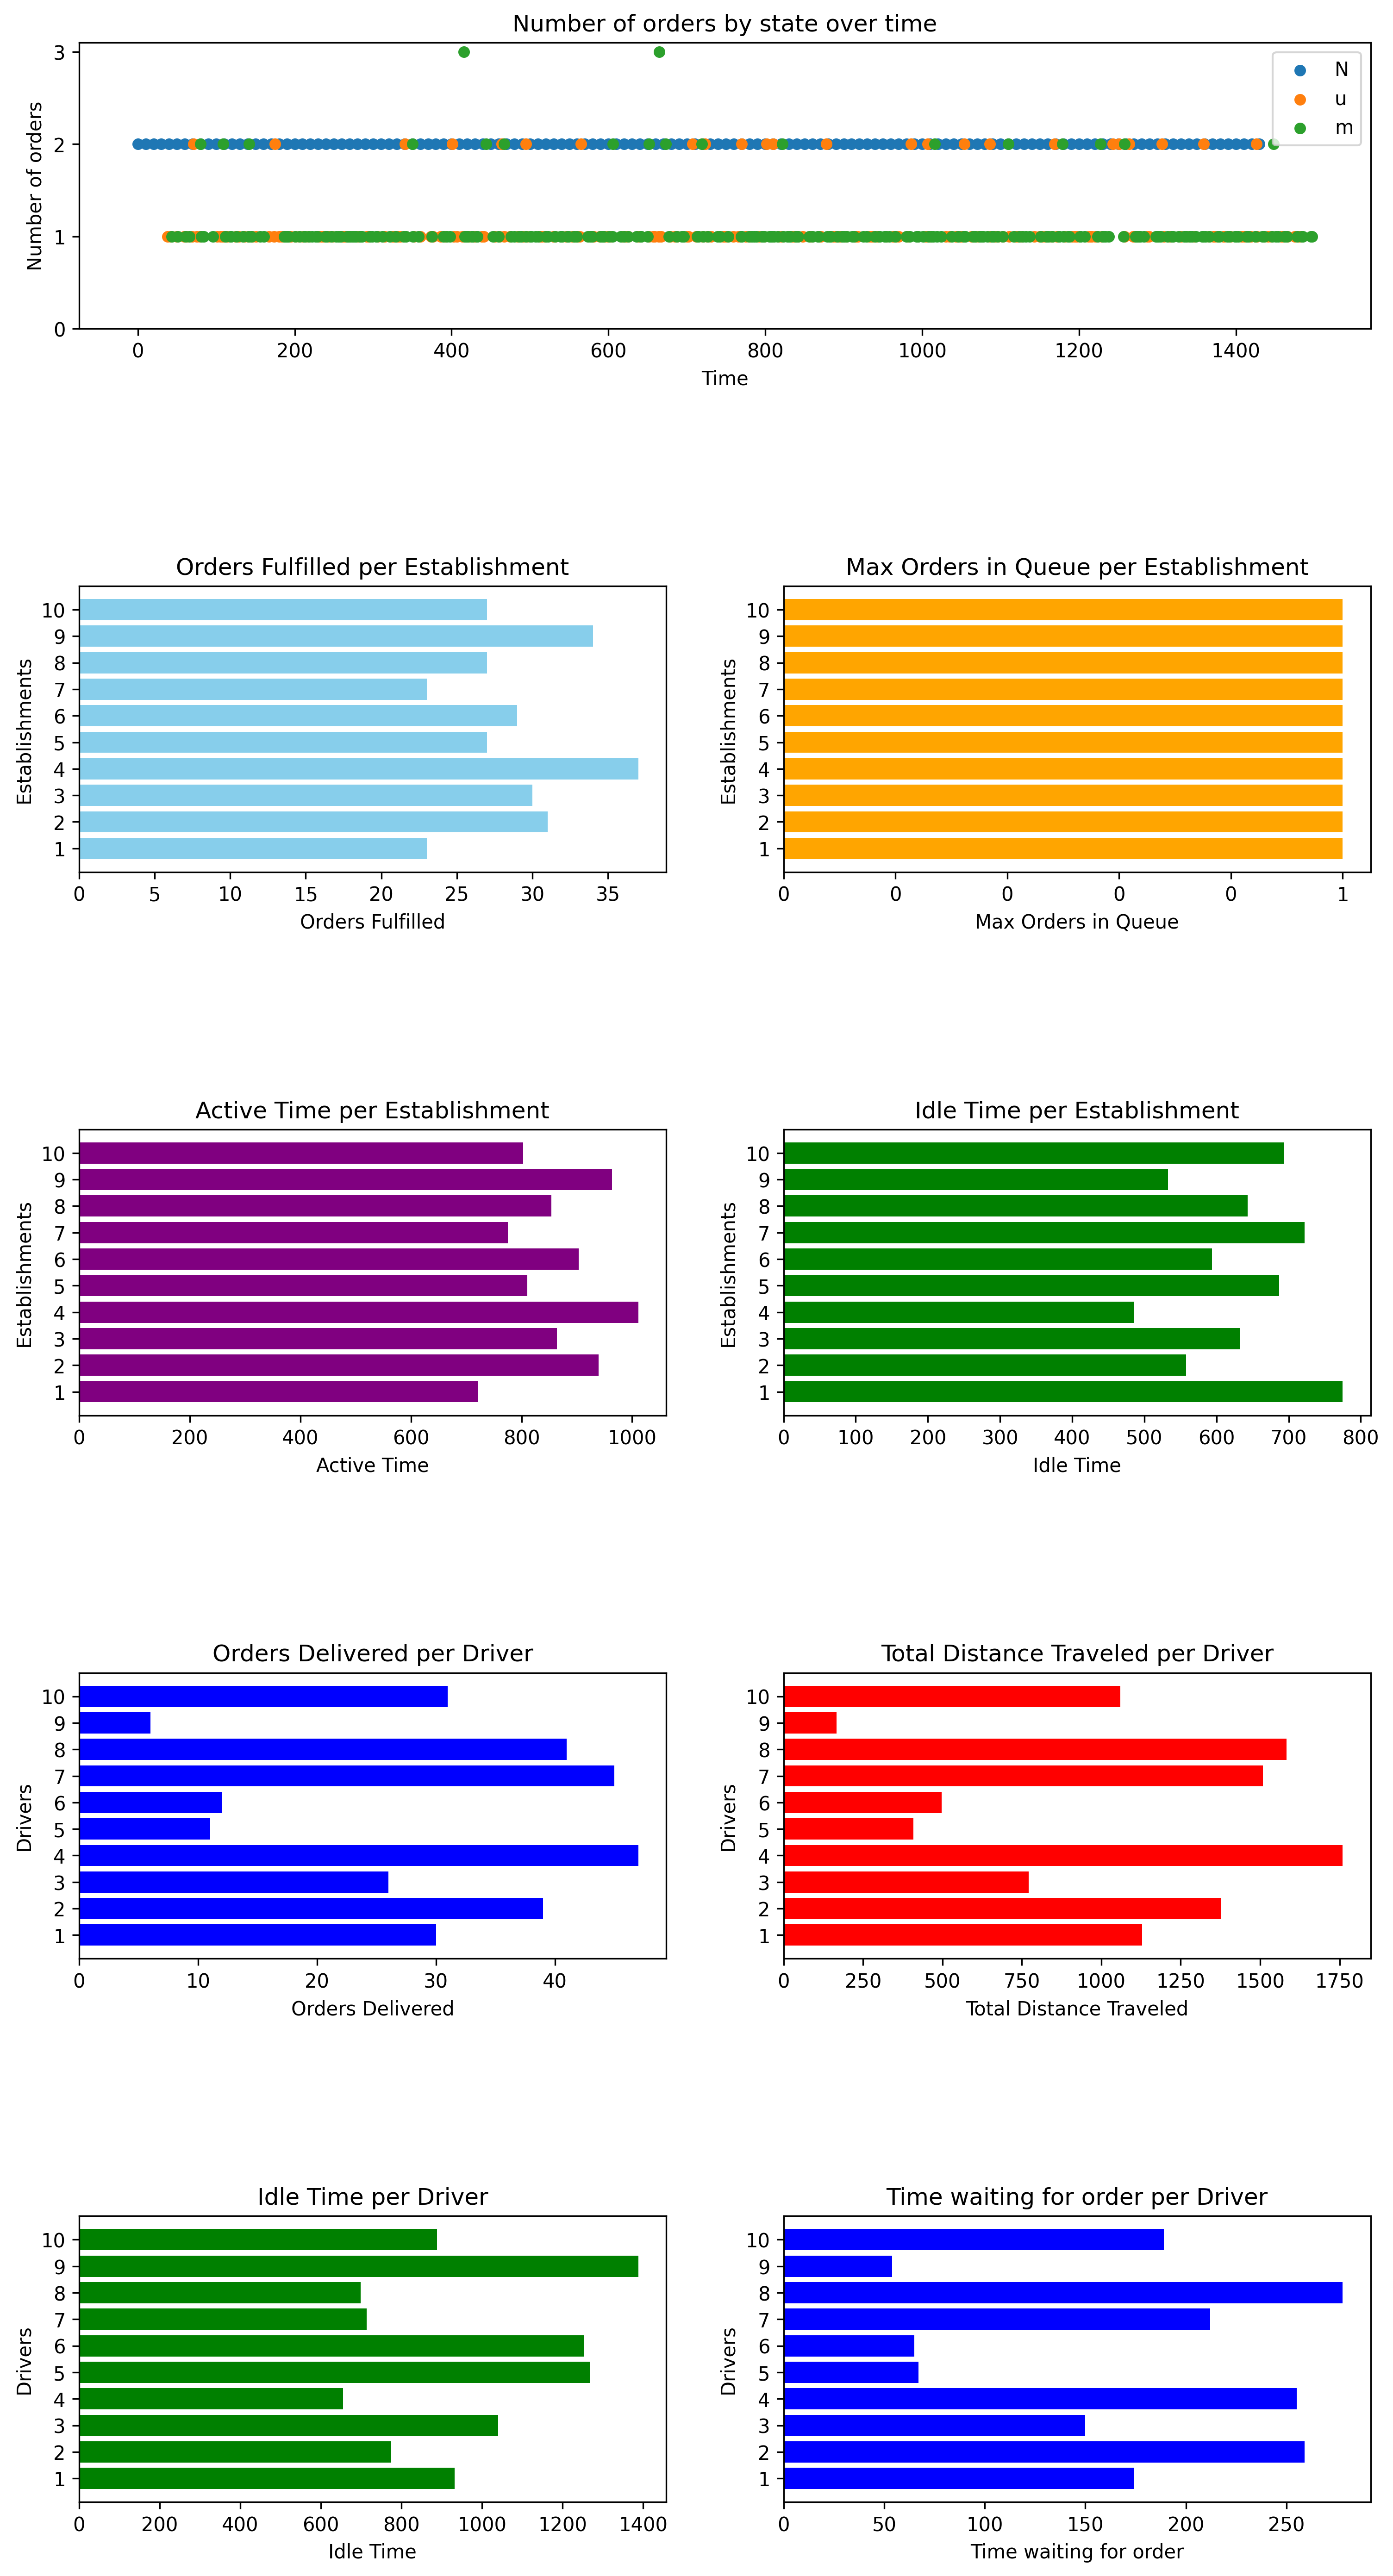 Number of orders by state over time
Number of orders
3
2
1
0
N
u
m
0 200 400 600 800 1000 1200 1400
Time
Orders Fulfilled per Establishment
Establishments
10
9
8
7
6
5
4
3
2
1
0 5 10 15 20 25 30 35
Orders Fulfilled
Max Orders in Queue per Establishment
Establishments
10
9
8
7
6
5
4
3
2
1
0 0 0 0 0 1
Max Orders in Queue
Active Time per Establishment
Establishments
10
9
8
7
6
5
4
3
2
1
0 200 400 600 800 1000
Active Time
Idle Time per Establishment
Establishments
10
9
8
7
6
5
4
3
2
1
0 100 200 300 400 500 600 700 800
Idle Time
Orders Delivered per Driver
Drivers
10
9
8
7
6
5
4
3
2
1
0 10 20 30 40
Orders Delivered
Total Distance Traveled per Driver
Drivers
10
9
8
7
6
5
4
3
2
1
0 250 500 750 1000 1250 1500 1750
Total Distance Traveled
Idle Time per Driver
Drivers
10
9
8
7
6
5
4
3
2
1
0 200 400 600 800 1000 1200 1400
Idle Time
Time waiting for order per Driver
Drivers
10
9
8
7
6
5
4
3
2
1
0 50 100 150 200 250
Time waiting for order